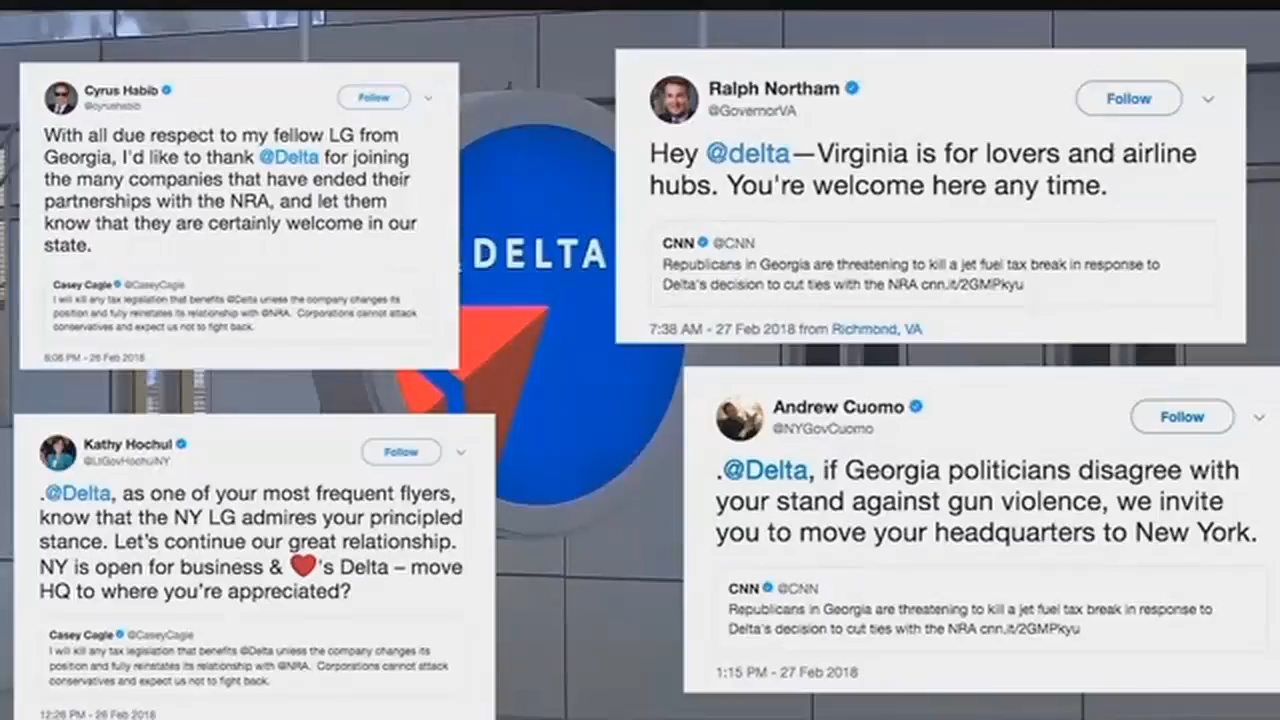 Cyrus Habib
@cyrushabib
Follow
With all due respect to my fellow LG from
Georgia, I'd like to thank @Delta for joining
the many companies that have ended their
partnerships with the NRA, and let them
know that they are certainly welcome in our
state.
Casey Cagle @CaseyCagle
I will kill any tax legislation that benefits @Delta unless the company changes its
position and fully reinstates its relationship with @NRA. Corporations cannot attack
conservatives and expect us not to fight back.
PM - 26 Feb 2018
Ralph Northam
@GovernorVA
Follow
Hey @delta—Virginia is for lovers and airline
hubs. You're welcome here any time.
CNN @CNN
Republicans in Georgia are threatening to kill a jet fuel tax break in response to
Delta's decision to cut ties with the NRA cnn.it/2GMPkyu
7:38 AM - 27 Feb 2018 from Richmond, VA
DELTA
Kathy Hochul
@LtGovHochulNY
Follow
.@Delta, as one of your most frequent flyers,
know that the NY LG admires your principled
stance. Let's continue our great relationship.
NY is open for business & ❤'s Delta – move
HQ to where you're appreciated?
Casey Cagle @CaseyCagle
I will kill any tax legislation that benefits @Delta unless the company changes its
position and fully reinstates its relationship with @NRA. Corporations cannot attack
conservatives and expect us not to fight back.
12:26 PM - 26 Feb 2018
Andrew Cuomo
@NYGovCuomo
Follow
.@Delta, if Georgia politicians disagree with
your stand against gun violence, we invite
you to move your headquarters to New York.
CNN @CNN
Republicans in Georgia are threatening to kill a jet fuel tax break in response to
Delta's decision to cut ties with the NRA cnn.it/2GMPkyu
1:15 PM - 27 Feb 2018